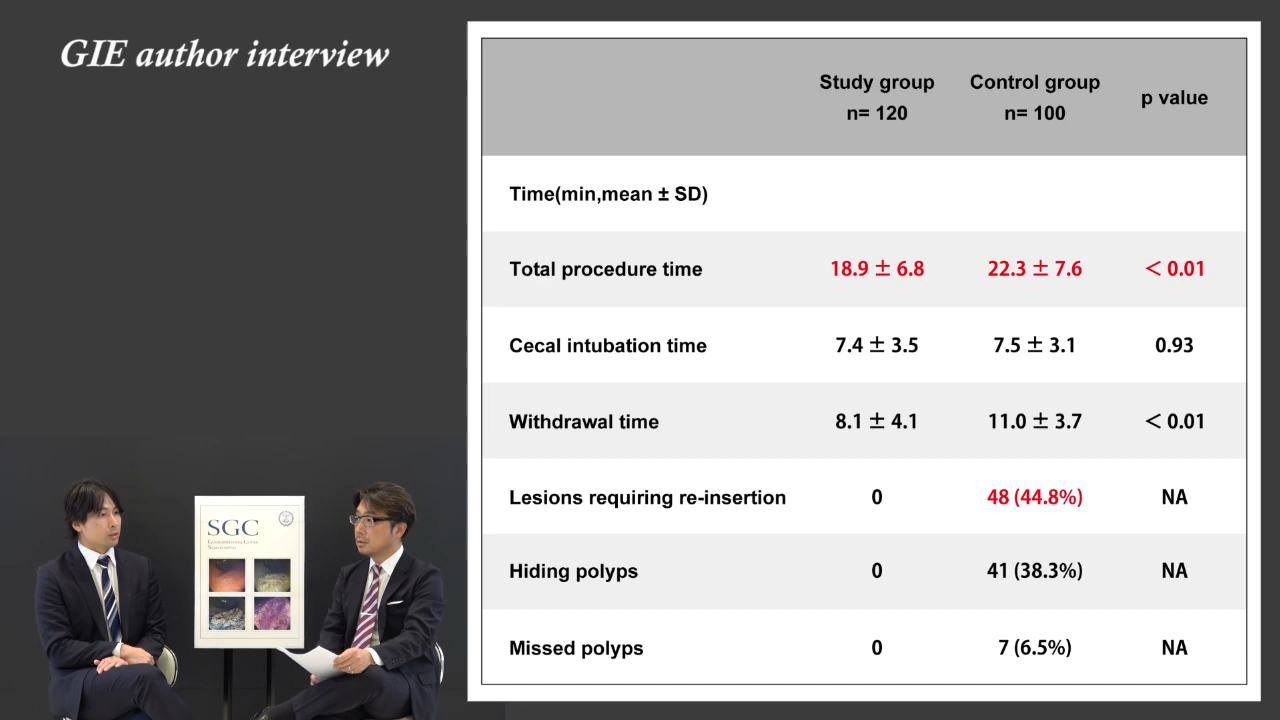 GIE author interview
Study group
n= 120
Control group
n= 100
p value
Time(min,mean ± SD)
Total procedure time 18.9 ± 6.8 22.3 ± 7.6 < 0.01
Cecal intubation time 7.4 ± 3.5 7.5 ± 3.1 0.93
Withdrawal time 8.1 ± 4.1 11.0 ± 3.7 < 0.01
Lesions requiring re-insertion 0 48 (44.8%) NA
Hiding polyps 0 41 (38.3%) NA
Missed polyps 0 7 (6.5%) NA
SGC